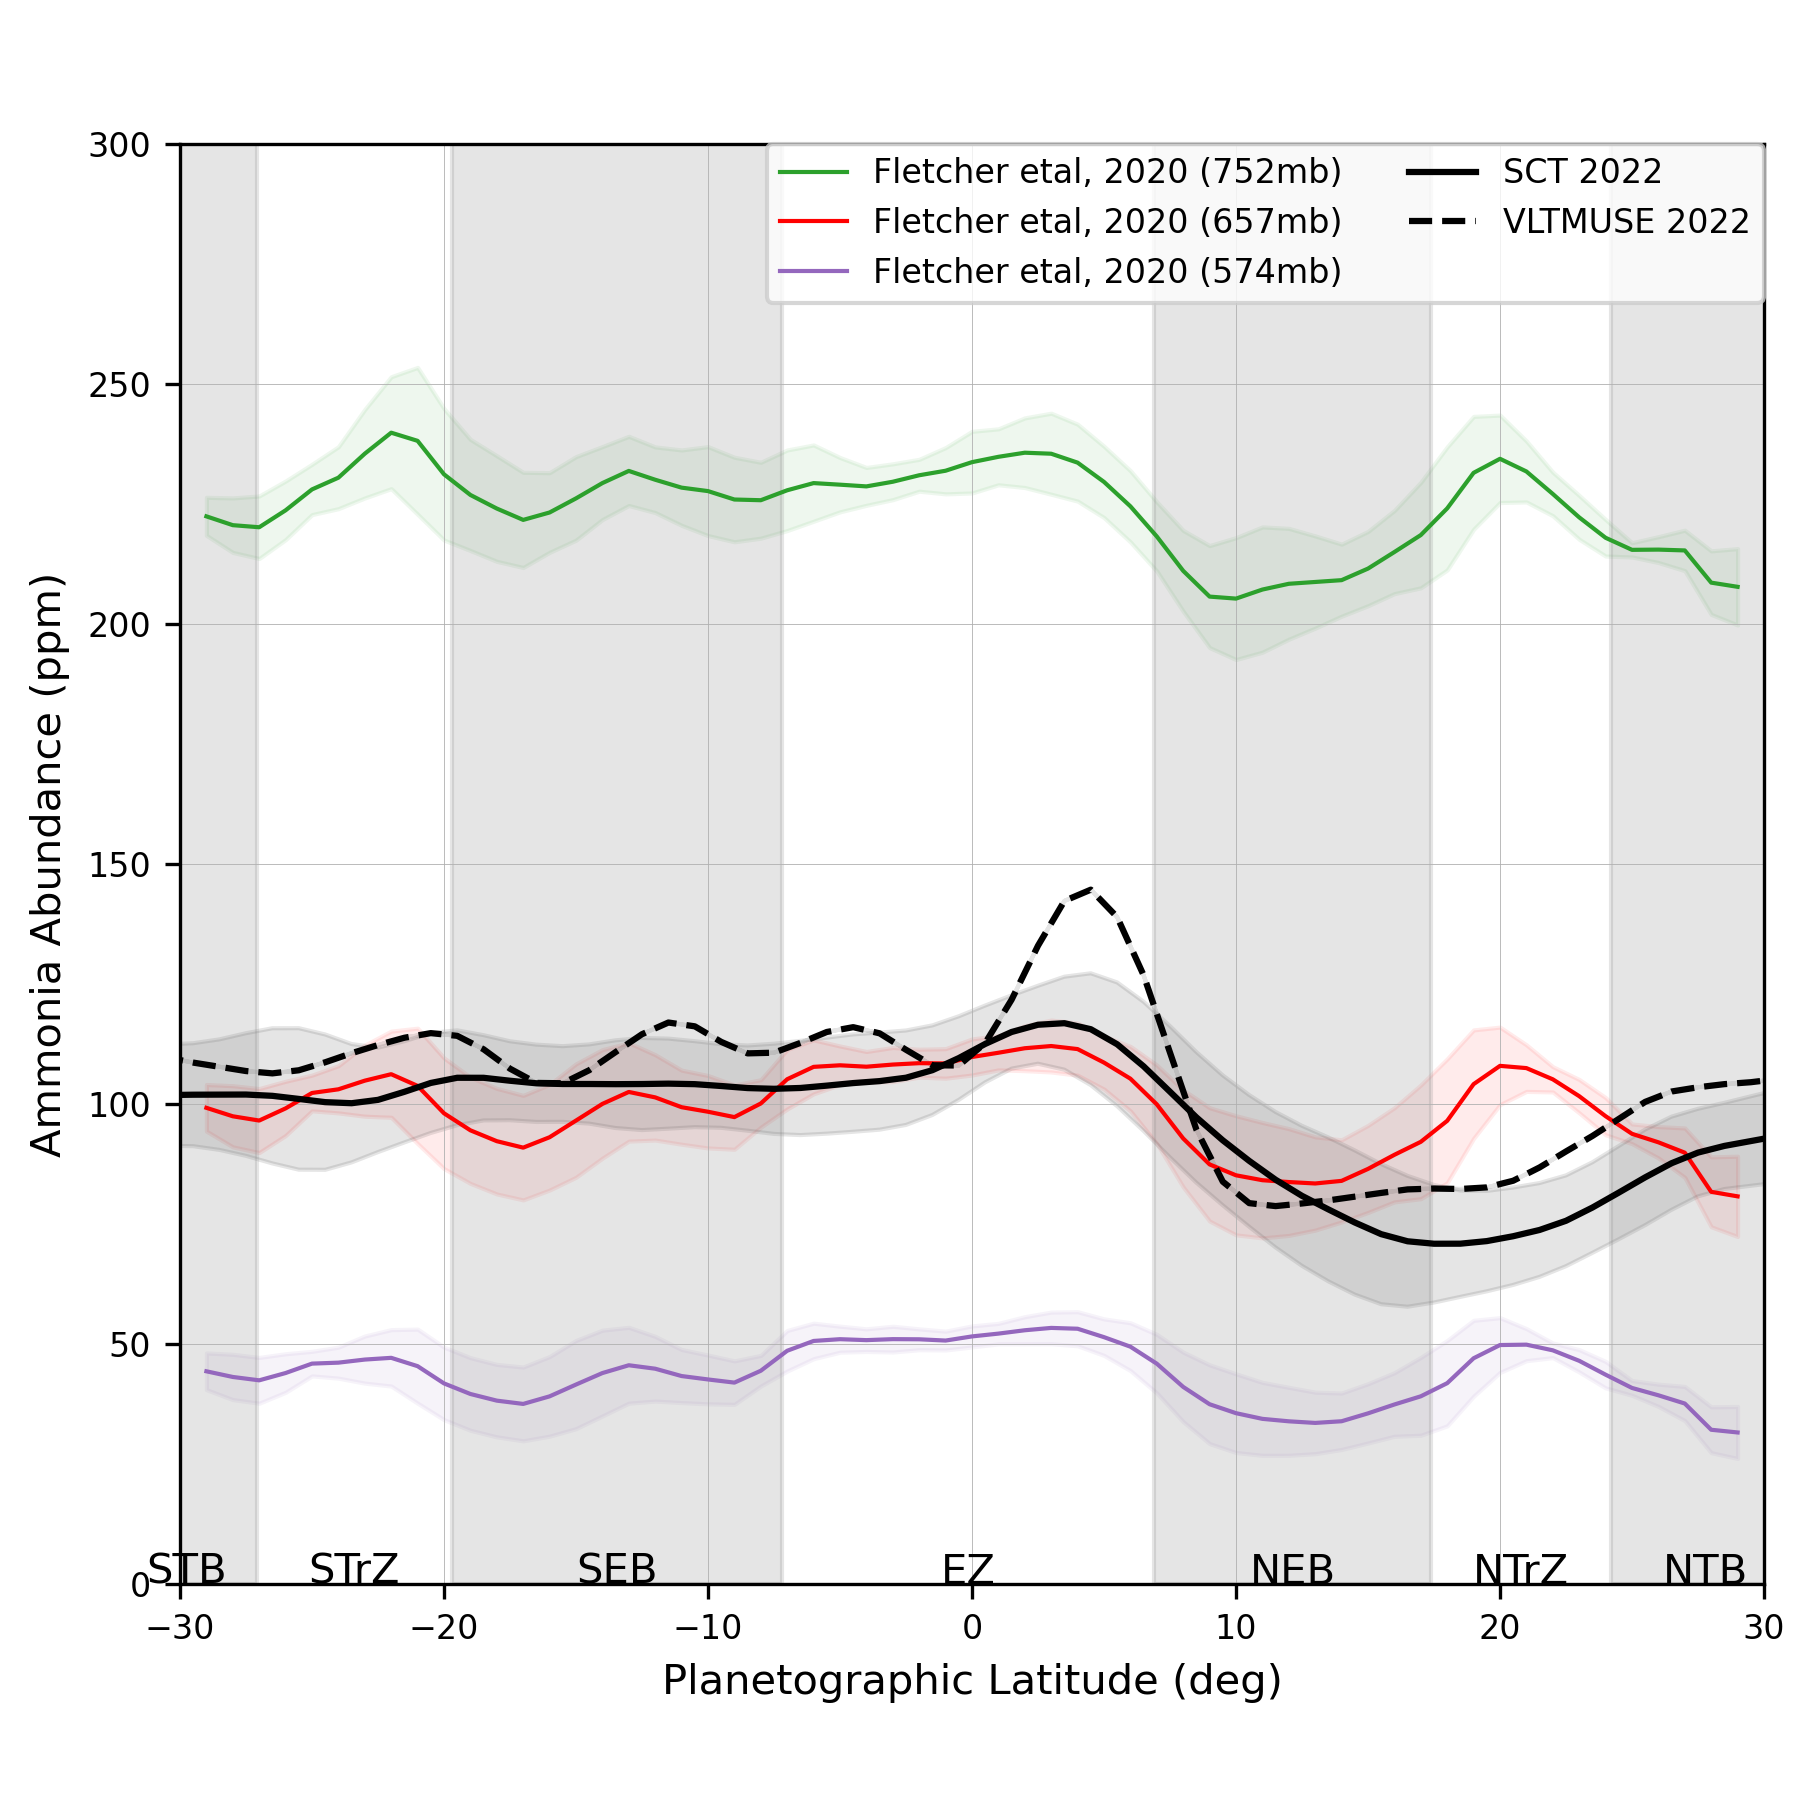 300
250
200
150
100
50
0
Ammonia Abundance (ppm)
Fletcher etal, 2020 (752mb)
Fletcher etal, 2020 (657mb)
Fletcher etal, 2020 (574mb)
SCT 2022
VLTMUSE 2022
STB STrZ SEB EZ NEB NTrZ NTB
−30 −20 −10 0 10 20 30
Planetographic Latitude (deg)